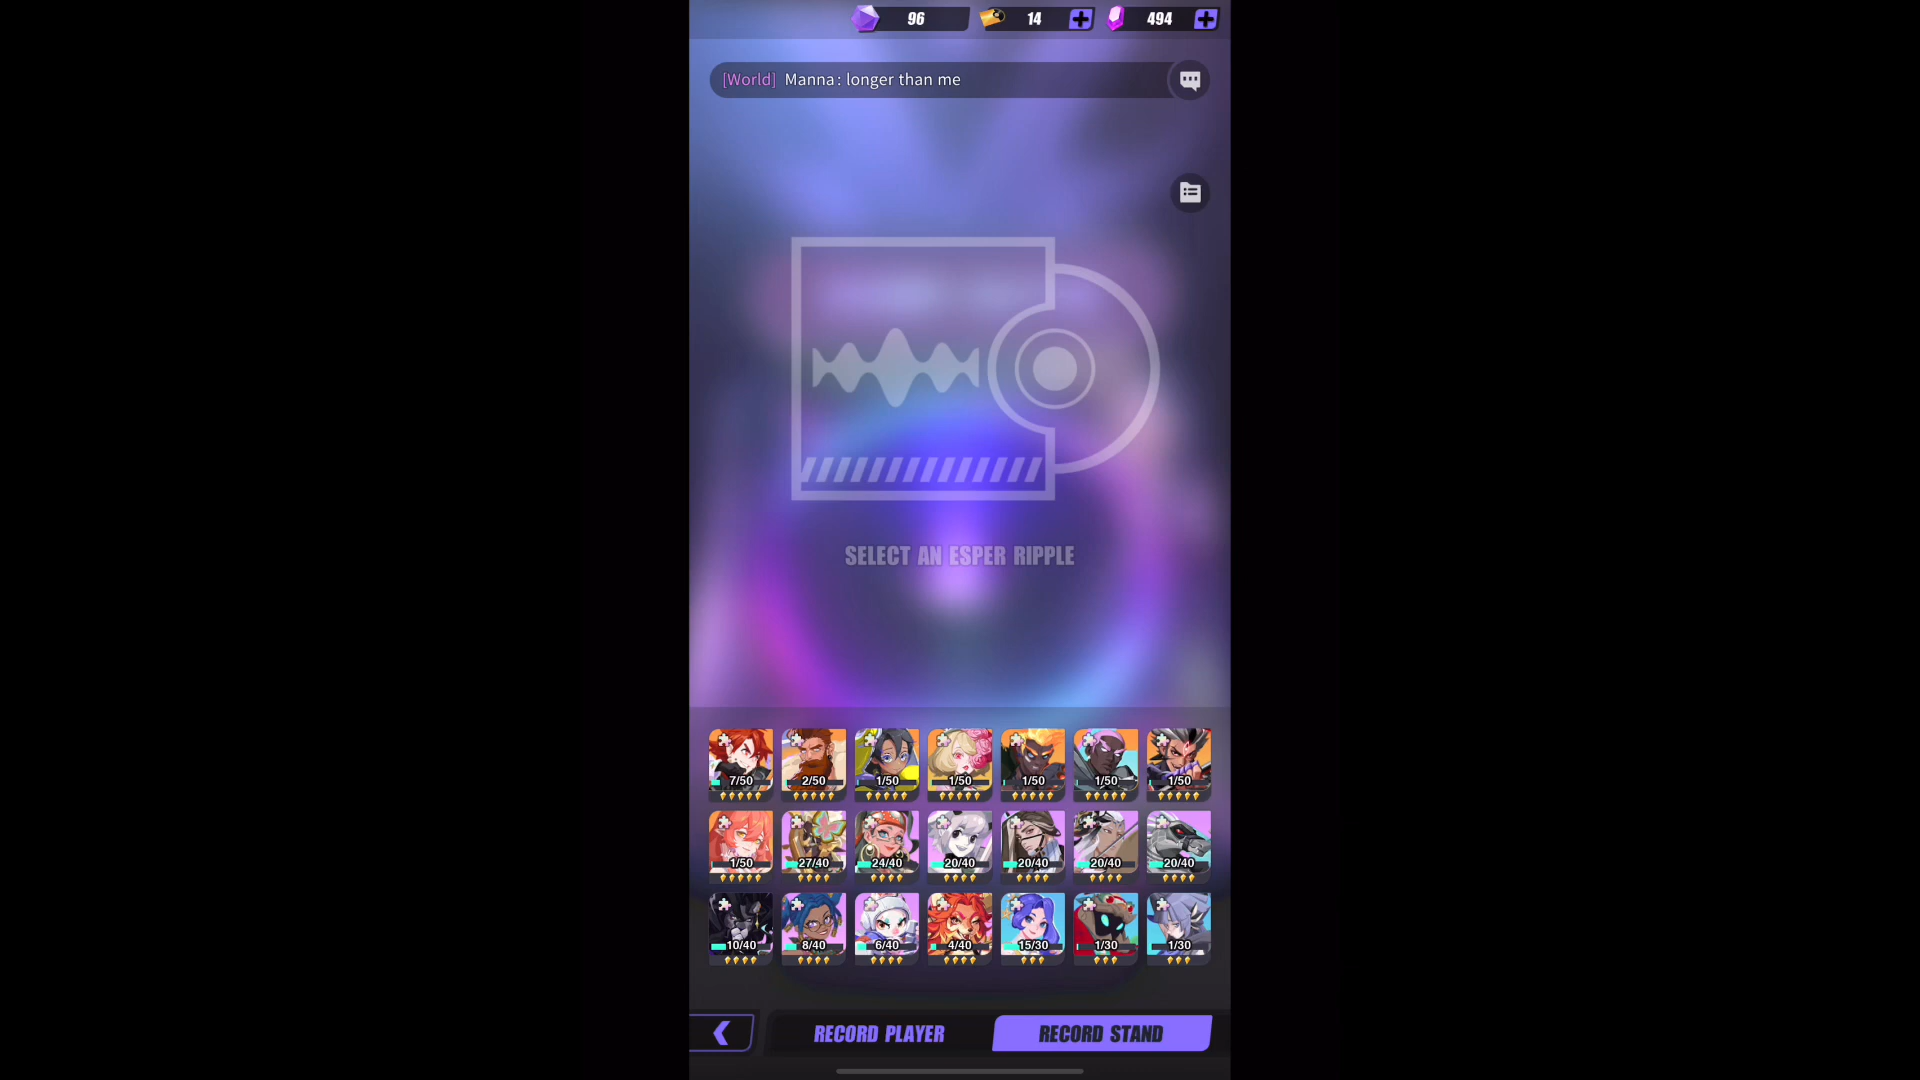 96 14 494
[World] Manna: longer than me
SELECT AN ESPER RIPPLE
7/50 2/50 1/50 1/50 1/50 1/50 1/50
1/50 27/40 24/40 20/40 20/40 20/40 20/40
10/40 8/40 6/40 4/40 15/30 1/30 1/30
RECORD PLAYER RECORD STAND